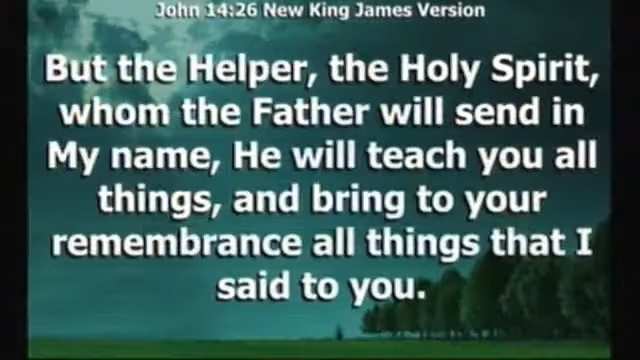 John 14:26 New King James Version
But the Helper, the Holy Spirit,
whom the Father will send in
My name, He will teach you all
things, and bring to your
remembrance all things that I
said to you.